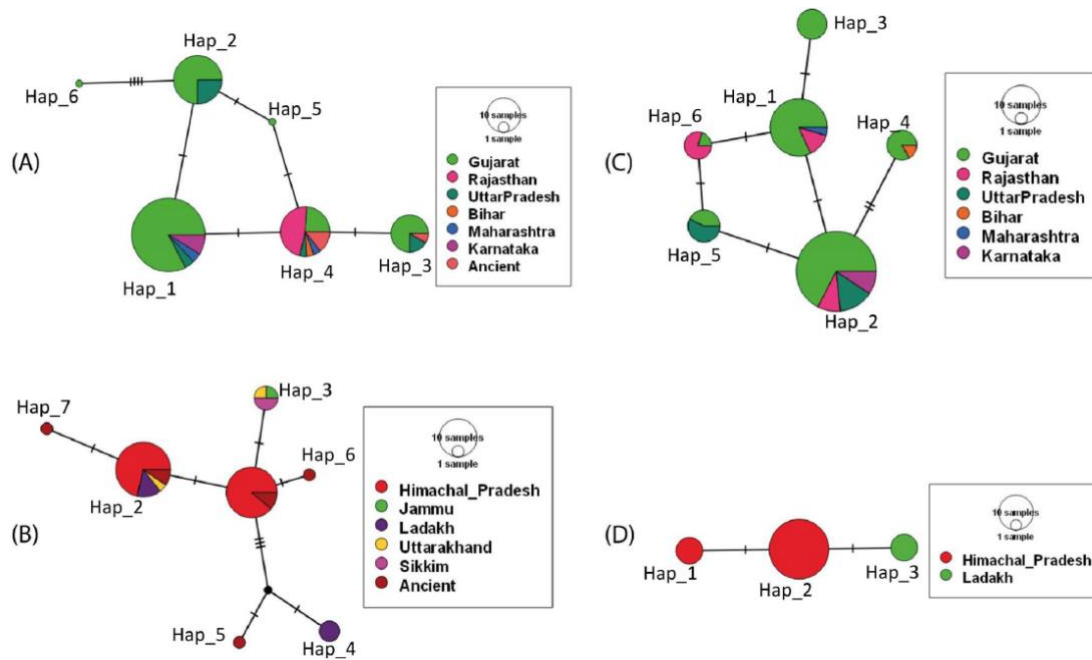 (A)
Hap_2
Hap_6
Hap_5
Hap_1
Hap_4
Hap_3
10 samples
1 sample
Gujarat
Rajasthan
UttarPradesh
Bihar
Maharashtra
Karnataka
Ancient
(C)
Hap_3
Hap_1
Hap_6
Hap_4
Hap_5
Hap_2
10 samples
1 sample
Gujarat
Rajasthan
UttarPradesh
Bihar
Maharashtra
Karnataka
(B)
Hap_3
Hap_7
Hap_6
Hap_2
Hap_5
Hap_4
10 samples
1 sample
Himachal_Pradesh
Jammu
Ladakh
Uttarakhand
Sikkim
Ancient
(D)
Hap_1
Hap_2
Hap_3
10 samples
1 sample
Himachal_Pradesh
Ladakh